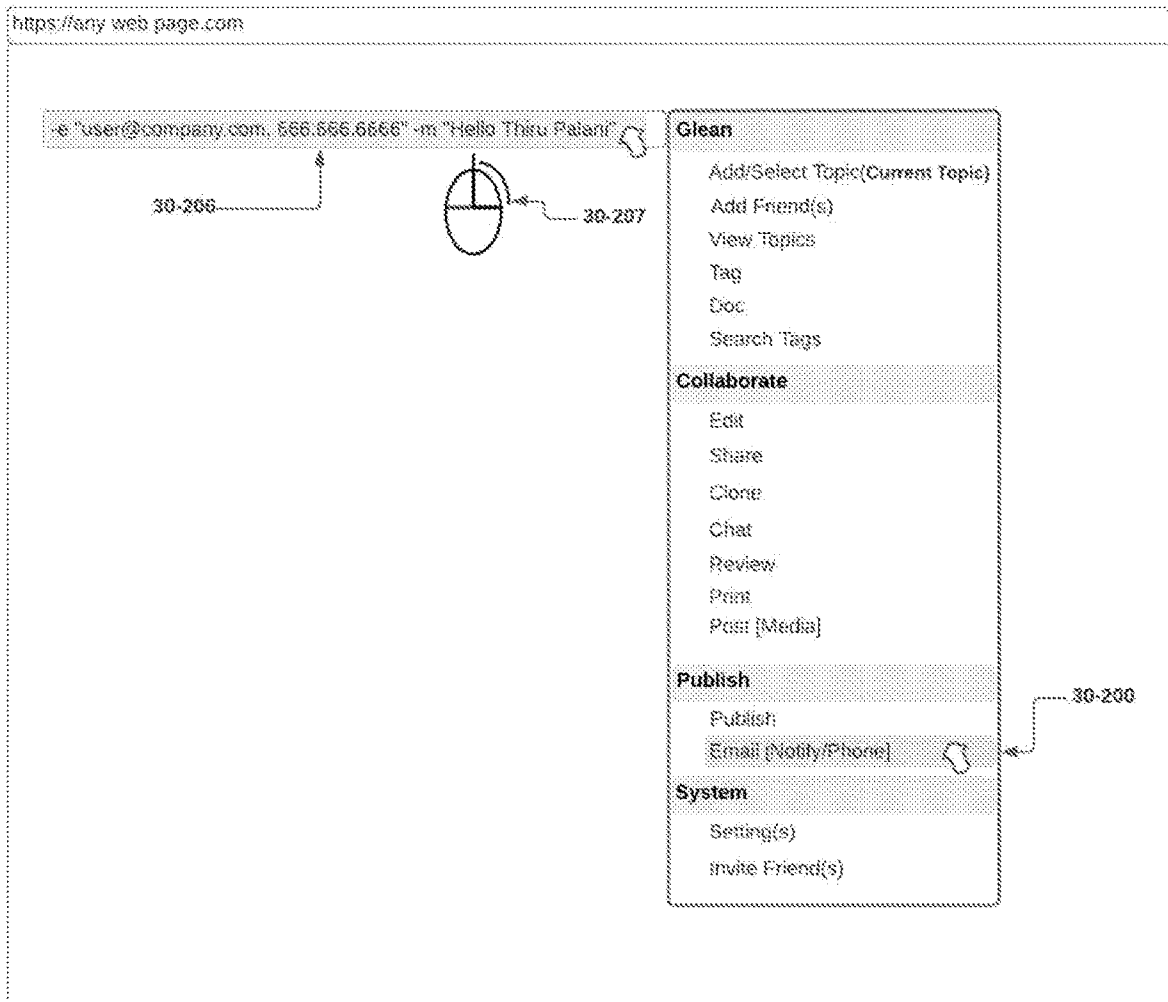 https://any web page.com
-e "user@company.com, 666.666.6666" -m "Hello Thiru Palani"
30-206
30-207
Glean
Add/Select Topic(Current Topic)
Add Friend(s)
View Topics
Tag
Doc
Search Tags
Collaborate
Edit
Share
Clone
Chat
Review
Print
Post [Media]
Publish
Publish
Email [Notify/Phone]
30-200
System
Setting(s)
Invite Friend(s)